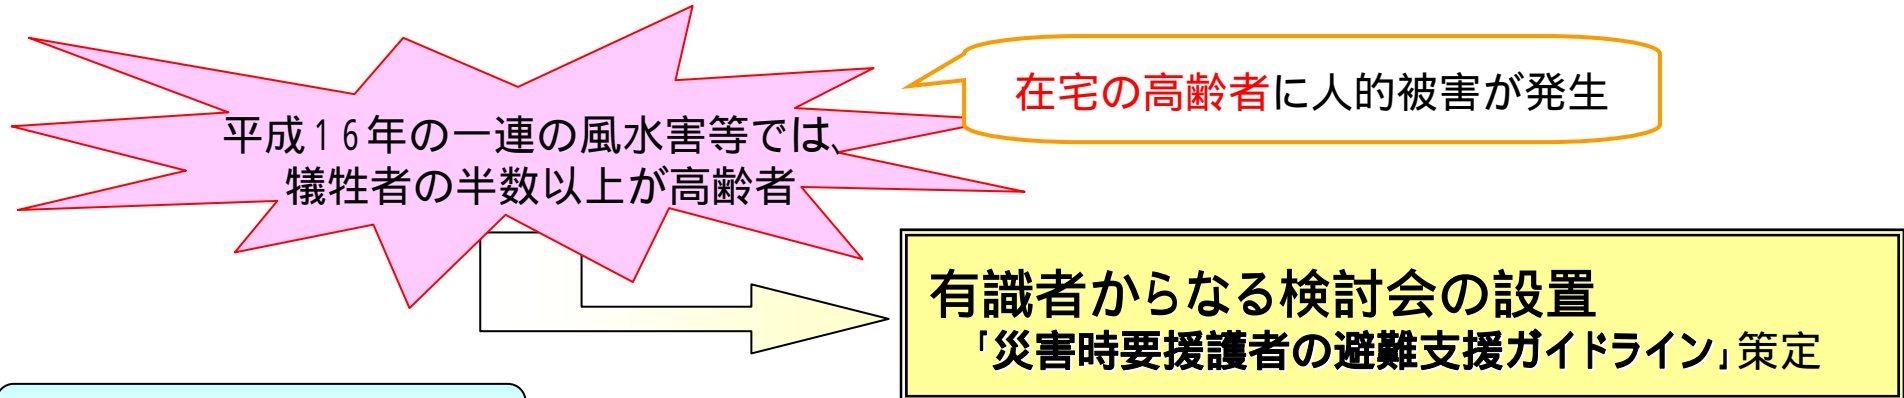 在宅の高齢者に人的被害が発生
平成16年の一連の風水害等では、
犠牲者の半数以上が高齢者
有識者からなる検討会の設置
「災害時要援護者の避難支援ガイドライン」策定